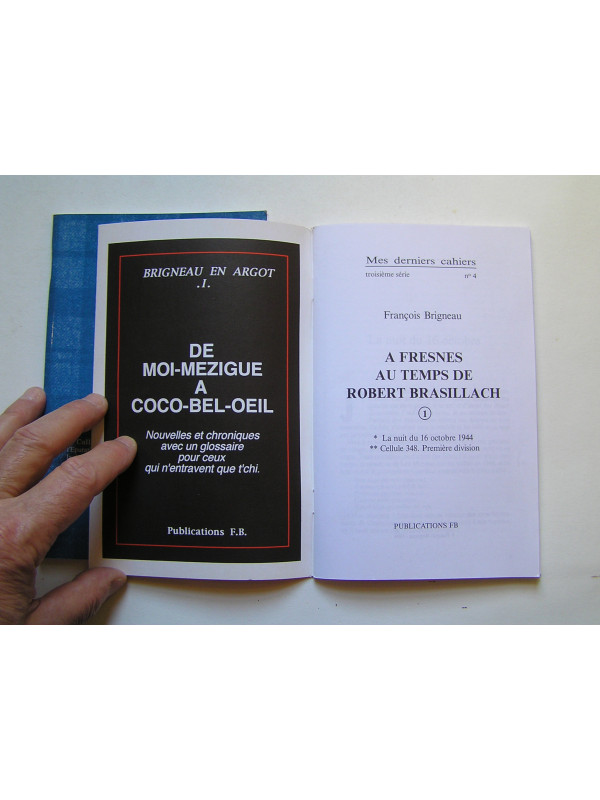 BRIGNEAU EN ARGOT
.I.
DE
MOI-MEZIGUE
A
COCO-BEL-OEIL
Nouvelles et chroniques
avec un glossaire
pour ceux
qui n'entravent que t'chi.
Publications F.B.
Mes derniers cahiers
troisième série nº 4
François Brigneau
A FRESNES
AU TEMPS DE
ROBERT BRASILLACH
1
* La nuit du 16 octobre 1944
** Cellule 348. Première division
PUBLICATIONS FB